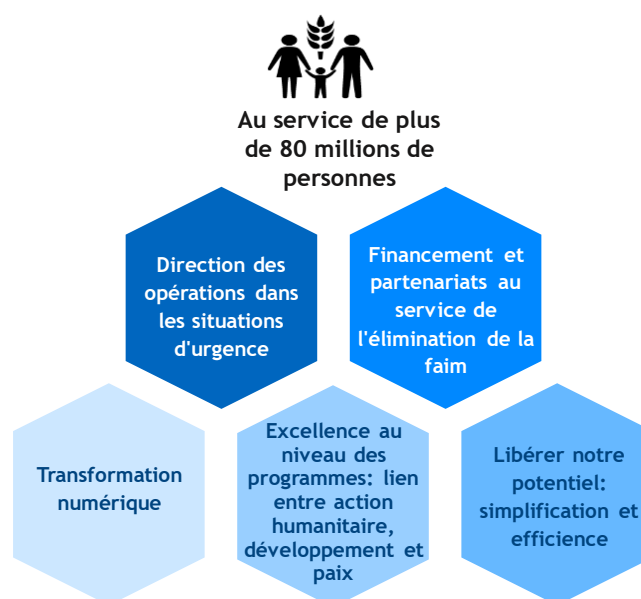 Au service de plus
de 80 millions de
personnes
Direction des
opérations dans
les situations
d'urgence
Financement et
partenariats au
service de
l'élimination de la
faim
Transformation
numérique
Excellence au
niveau des
programmes: lien
entre action
humanitaire,
développement et
paix
Libérer notre
potentiel:
simplification et
efficience